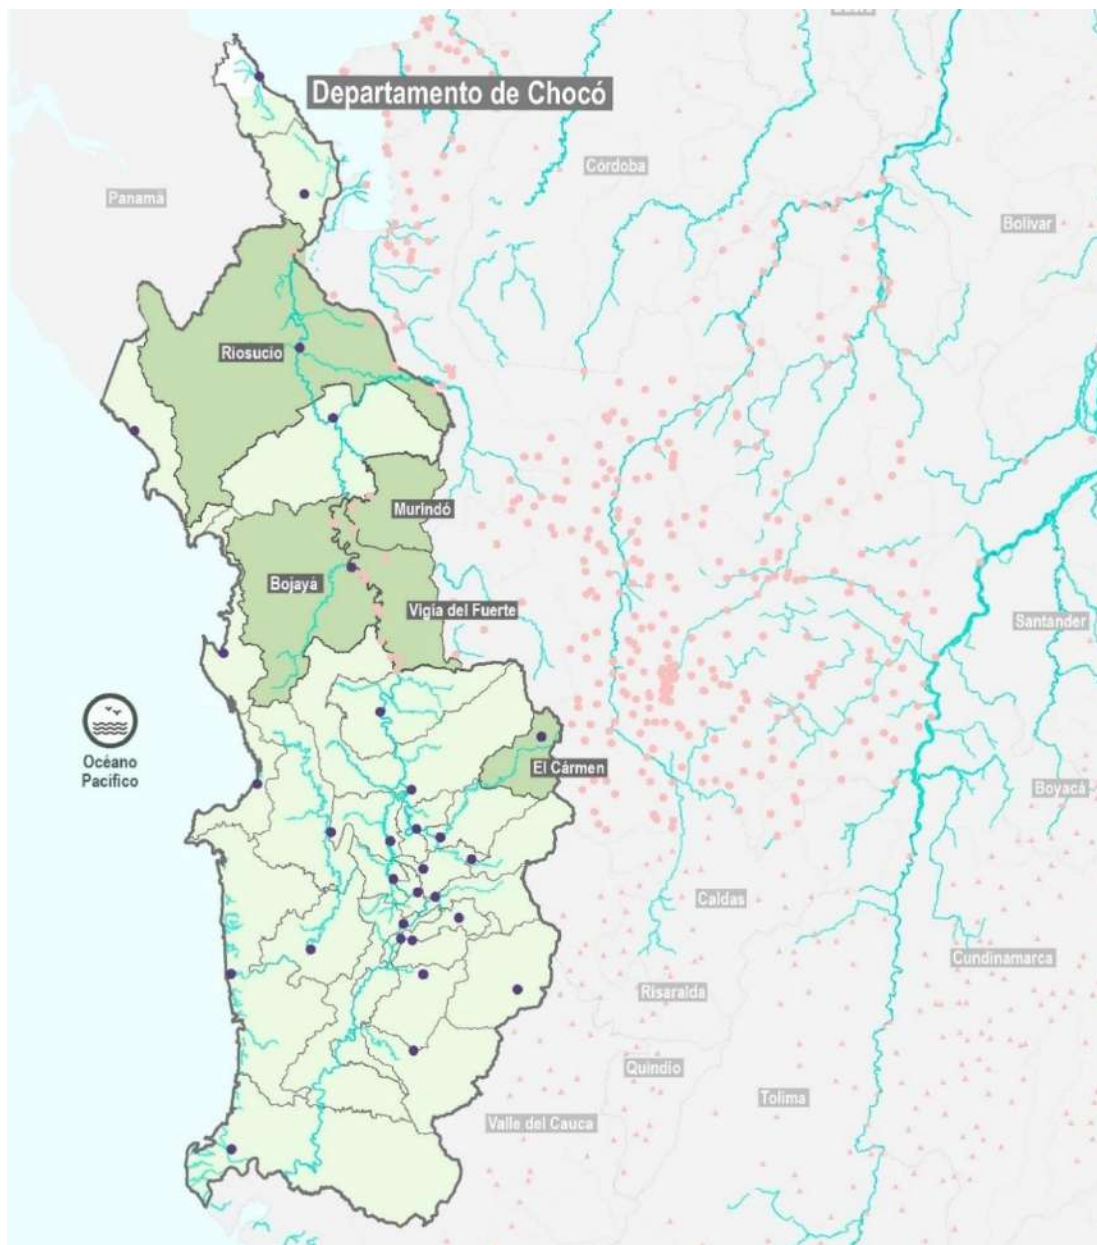 Departamento de Chocó
Córdoba
Panamá
Bolívar
Riosucio
Murindó
Bojayá
Vigía del Fuerte
Santander
Océano
Pacífico
El Cármen
Boyacá
Caldas
Cundinamarca
Risaralda
Quindío
Tolima
Valle del Cauca